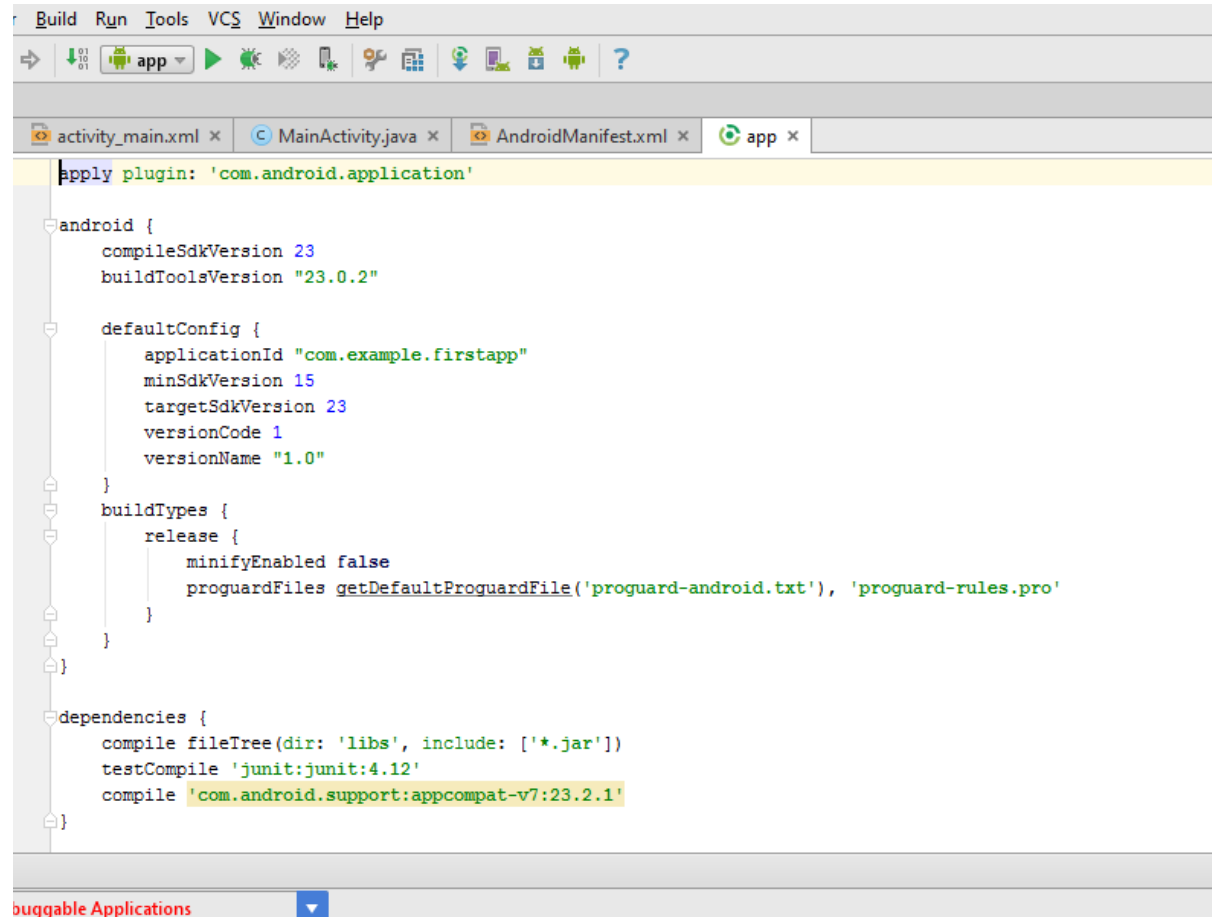 Build Run Tools VCS Window Help
app
activity_main.xml MainActivity.java AndroidManifest.xml app
apply plugin: 'com.android.application'
android {
compileSdkVersion 23
buildToolsVersion "23.0.2"
defaultConfig {
applicationId "com.example.firstapp"
minSdkVersion 15
targetSdkVersion 23
versionCode 1
versionName "1.0"
}
buildTypes {
release {
minifyEnabled false
proguardFiles getDefaultProguardFile('proguard-android.txt'), 'proguard-rules.pro'
}
}
}
dependencies {
compile fileTree(dir: 'libs', include: ['*.jar'])
testCompile 'junit:junit:4.12'
compile 'com.android.support:appcompat-v7:23.2.1'
}
buggable Applications